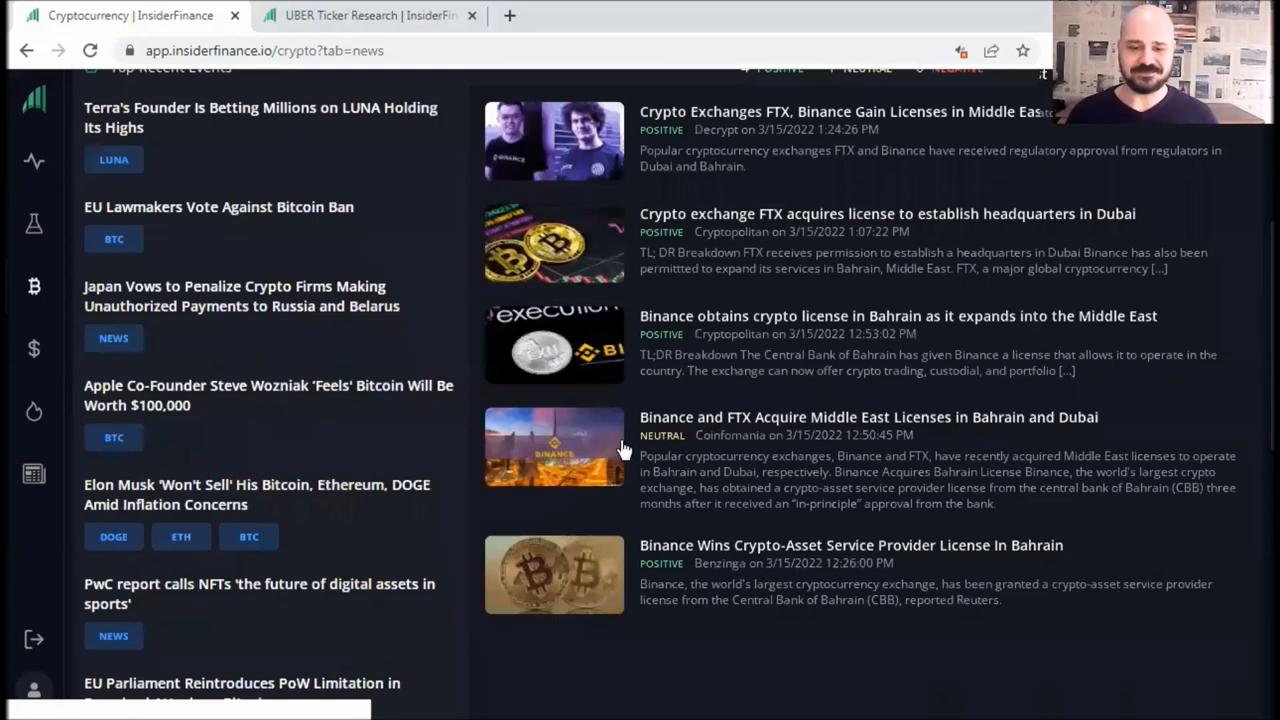 Cryptocurrency | InsiderFinance
UBER Ticker Research | InsiderFin
app.insiderfinance.io/crypto?tab=news
Top Recent Events
POSITIVE
NEUTRAL
NEGATIVE
Terra's Founder Is Betting Millions on LUNA Holding
Its Highs
LUNA
EU Lawmakers Vote Against Bitcoin Ban
BTC
Japan Vows to Penalize Crypto Firms Making
Unauthorized Payments to Russia and Belarus
NEWS
Apple Co-Founder Steve Wozniak ‘Feels' Bitcoin Will Be
Worth $100,000
BTC
Elon Musk 'Won't Sell' His Bitcoin, Ethereum, DOGE
Amid Inflation Concerns
DOGE ETH BTC
PwC report calls NFTs 'the future of digital assets in
sports'
NEWS
EU Parliament Reintroduces PoW Limitation in
Crypto Exchanges FTX, Binance Gain Licenses in Middle Eas
POSITIVE Decrypt on 3/15/2022 1:24:26 PM
Popular cryptocurrency exchanges FTX and Binance have received regulatory approval from regulators in
Dubai and Bahrain.
Crypto exchange FTX acquires license to establish headquarters in Dubai
POSITIVE Cryptopolitan on 3/15/2022 1:07:22 PM
TL; DR Breakdown FTX receives permission to establish a headquarters in Dubai Binance has also been
permittted to expand its services in Bahrain, Middle East. FTX, a major global cryptocurrency [...]
Binance obtains crypto license in Bahrain as it expands into the Middle East
POSITIVE Cryptopolitan on 3/15/2022 12:53:02 PM
TL;DR Breakdown The Central Bank of Bahrain has given Binance a license that allows it to operate in the
country. The exchange can now offer crypto trading, custodial, and portfolio [...]
Binance and FTX Acquire Middle East Licenses in Bahrain and Dubai
NEUTRAL Coinfomania on 3/15/2022 12:50:45 PM
Popular cryptocurrency exchanges, Binance and FTX, have recently acquired Middle East licenses to operate
in Bahrain and Dubai, respectively. Binance Acquires Bahrain License Binance, the world's largest crypto
exchange, has obtained a crypto-asset service provider license from the central bank of Bahrain (CBB) three
months after it received an “in-principle” approval from the bank.
BINANCE
Binance Wins Crypto-Asset Service Provider License In Bahrain
POSITIVE Benzinga on 3/15/2022 12:26:00 PM
Binance, the world's largest cryptocurrency exchange, has been granted a crypto-asset service provider
license from the Central Bank of Bahrain (CBB), reported Reuters.